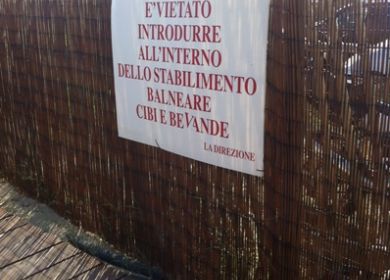 E'VIETATO
INTRODURRE
ALL'INTERNO
DELLO STABILIMENTO
BALNEARE
CIBI E BEVANDE
LA DIREZIONE